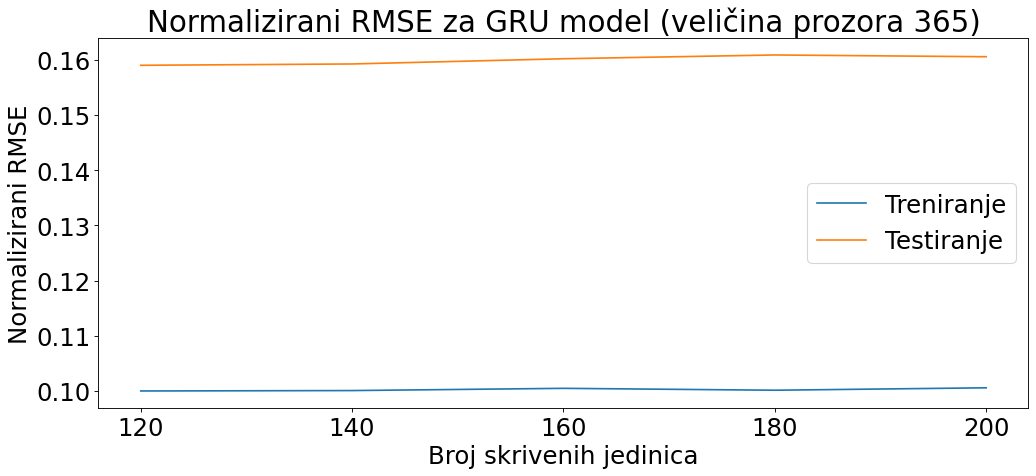 Normalizirani RMSE za GRU model (veličina prozora 365)
Normalizirani RMSE
0.16
0.15
0.14
0.13
0.12
0.11
0.10
Treniranje
Testiranje
120 140 160 180 200
Broj skrivenih jedinica